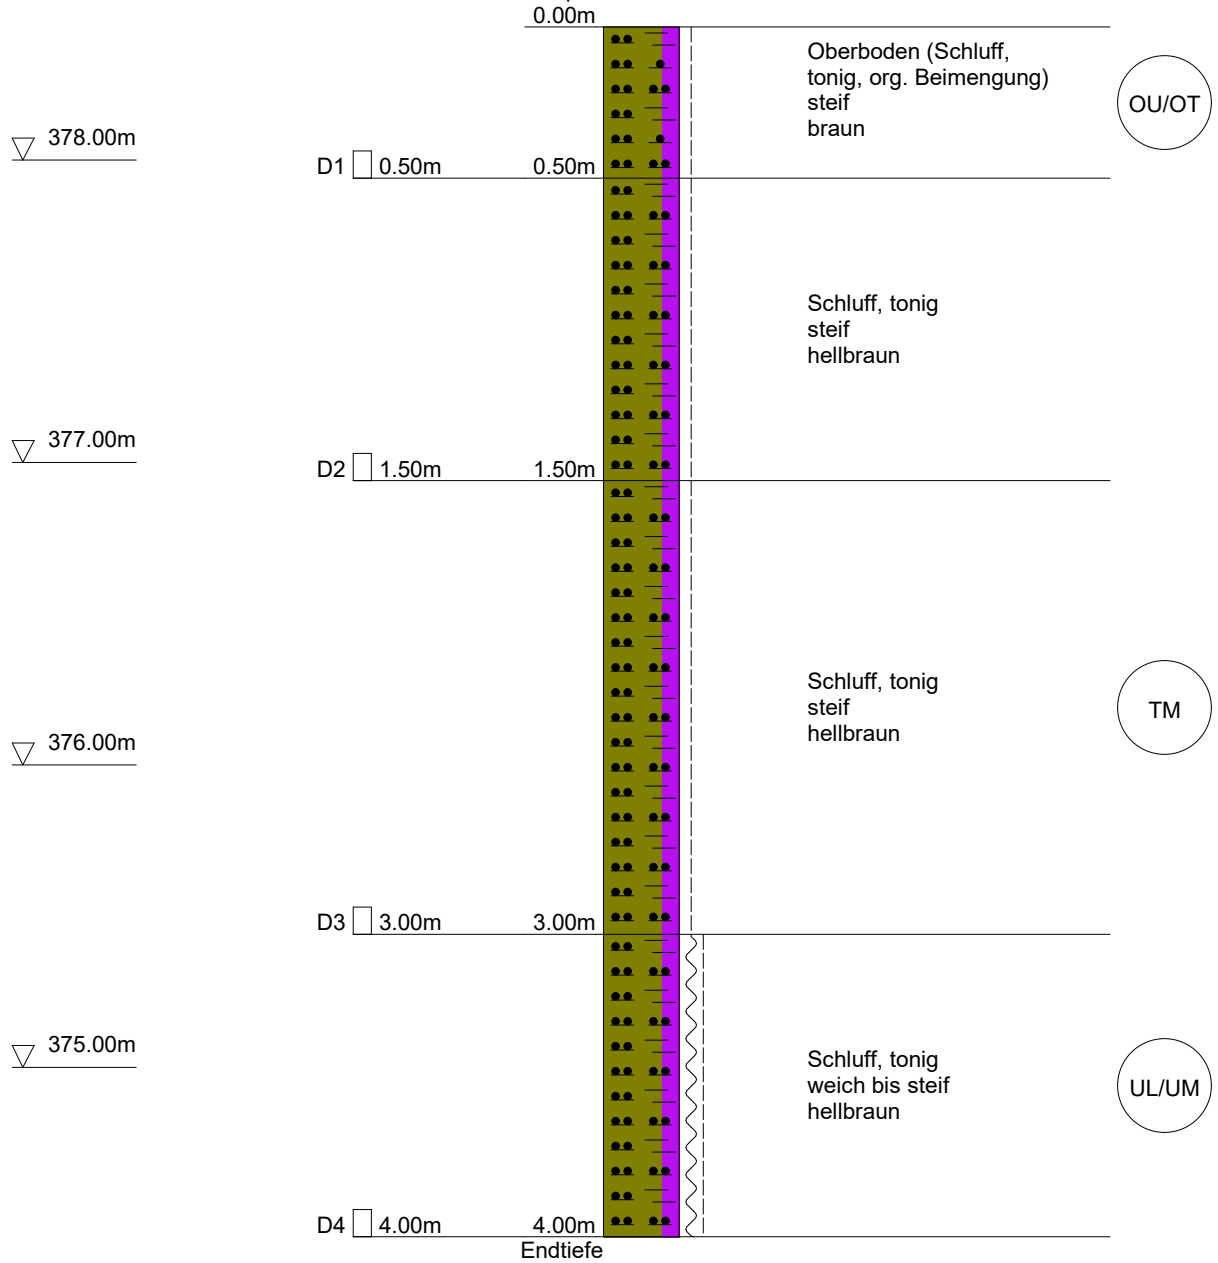 0.00m
Oberboden (Schluff,
tonig, org. Beimengung)
steif
braun
OU/OT
378.00m
D1 0.50m 0.50m
Schluff, tonig
steif
hellbraun
377.00m
D2 1.50m 1.50m
Schluff, tonig
steif
hellbraun
TM
376.00m
D3 3.00m 3.00m
375.00m
Schluff, tonig
weich bis steif
hellbraun
UL/UM
D4 4.00m 4.00m
Endtiefe